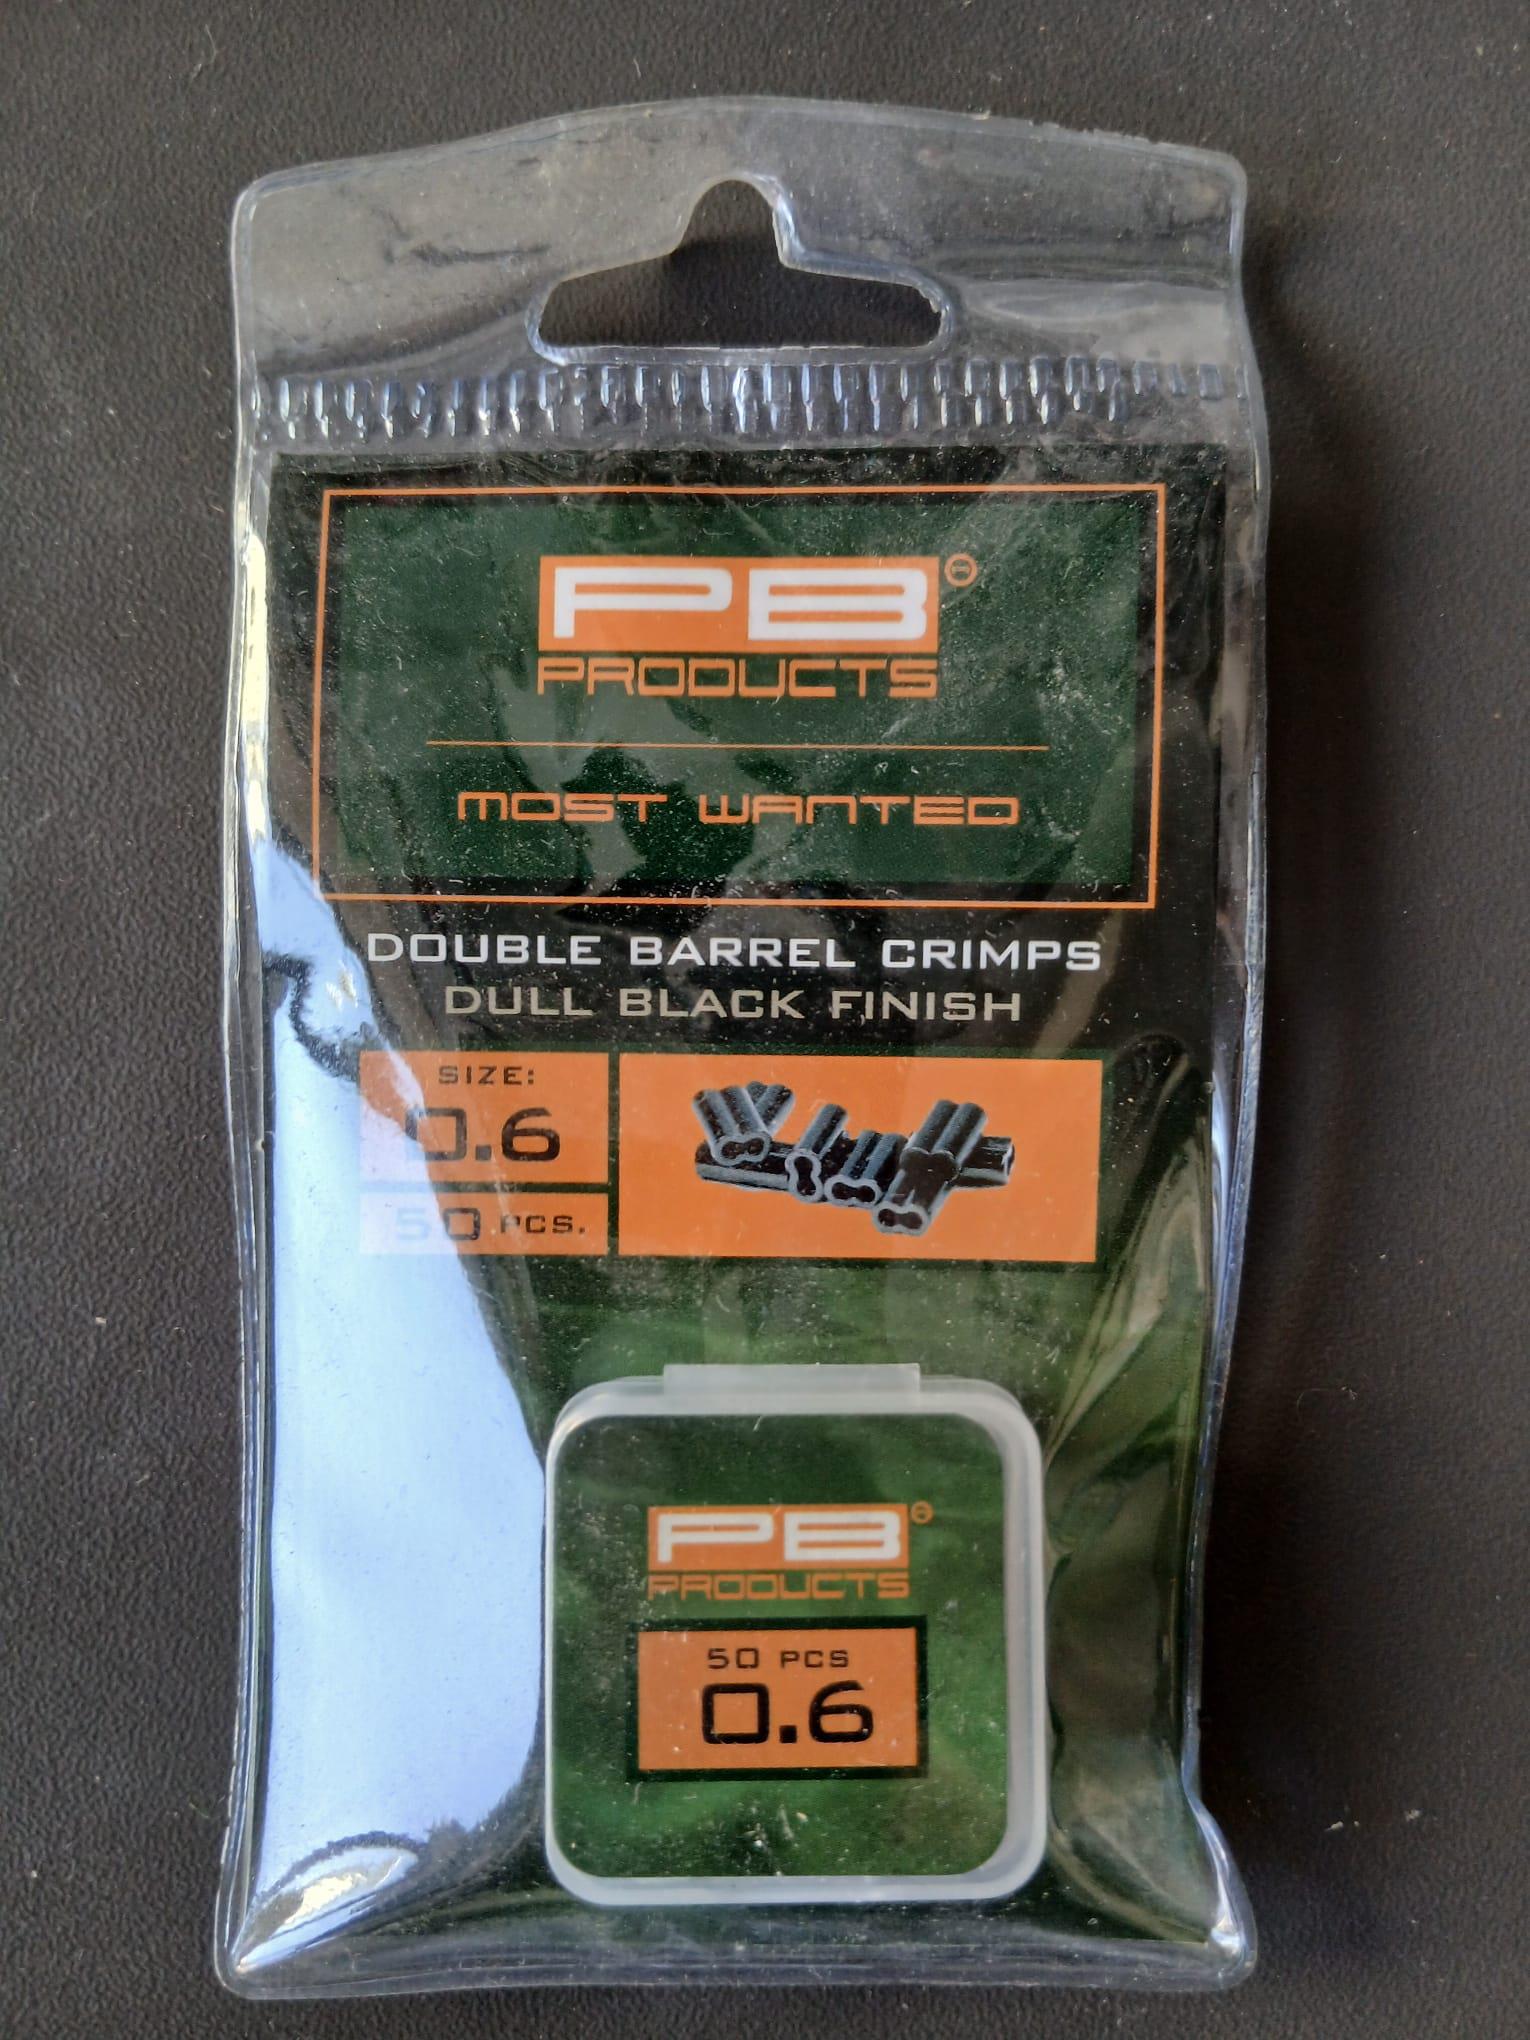 PB
PRODUCTS
MOST WANTED
DOUBLE BARREL CRIMPS
DULL BLACK FINISH
SIZE:
0.6
50 PCS.
PB
PRODUCTS
50 PCS
0.6